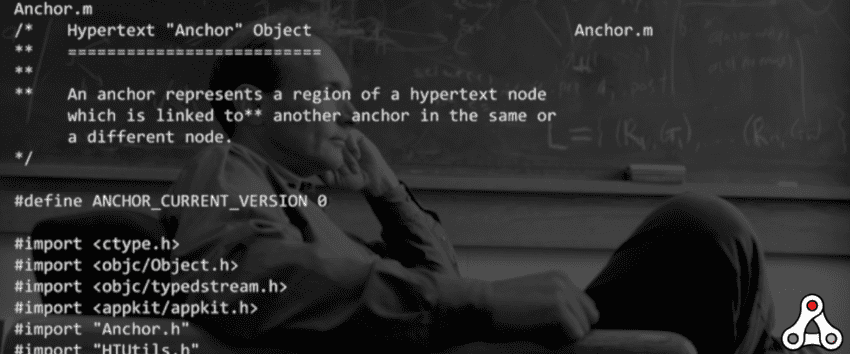 Anchor.m
/* Hypertext "Anchor" Object Anchor.m
** ==========================
**
** An anchor represents a region of a hypertext node
which is linked to** another anchor in the same or
a different node.
*/
#define ANCHOR_CURRENT_VERSION 0
#import <ctype.h>
#import <objc/Object.h>
#import <objc/typedstream.h>
#import <appkit/appkit.h>
#import "Anchor.h"
#import "HTUtils.h"